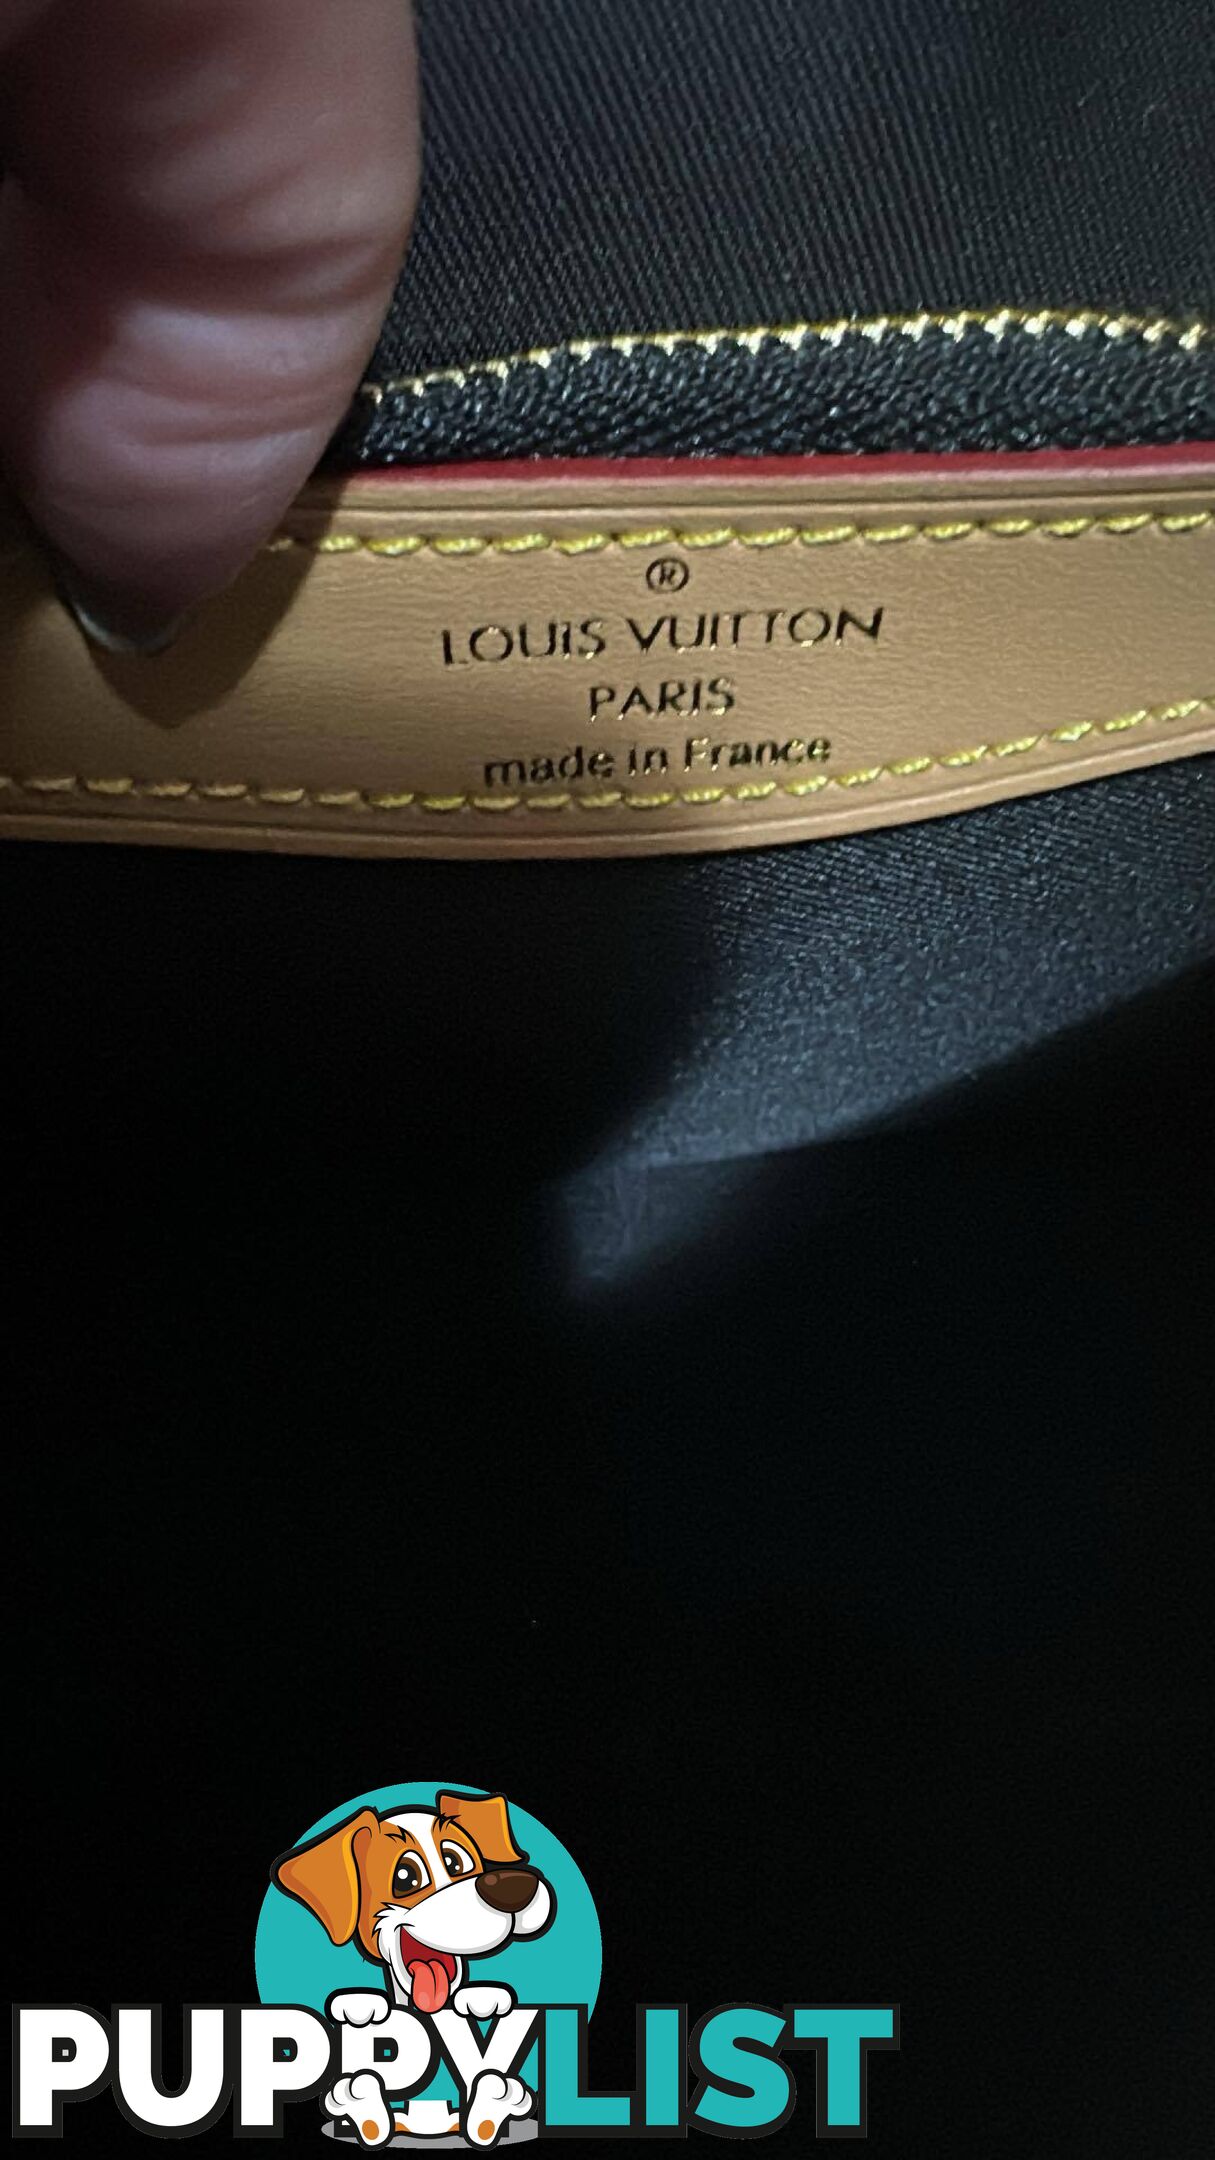 ®
LOUIS VUITTON
PARIS
made in France
PUPPYLIST